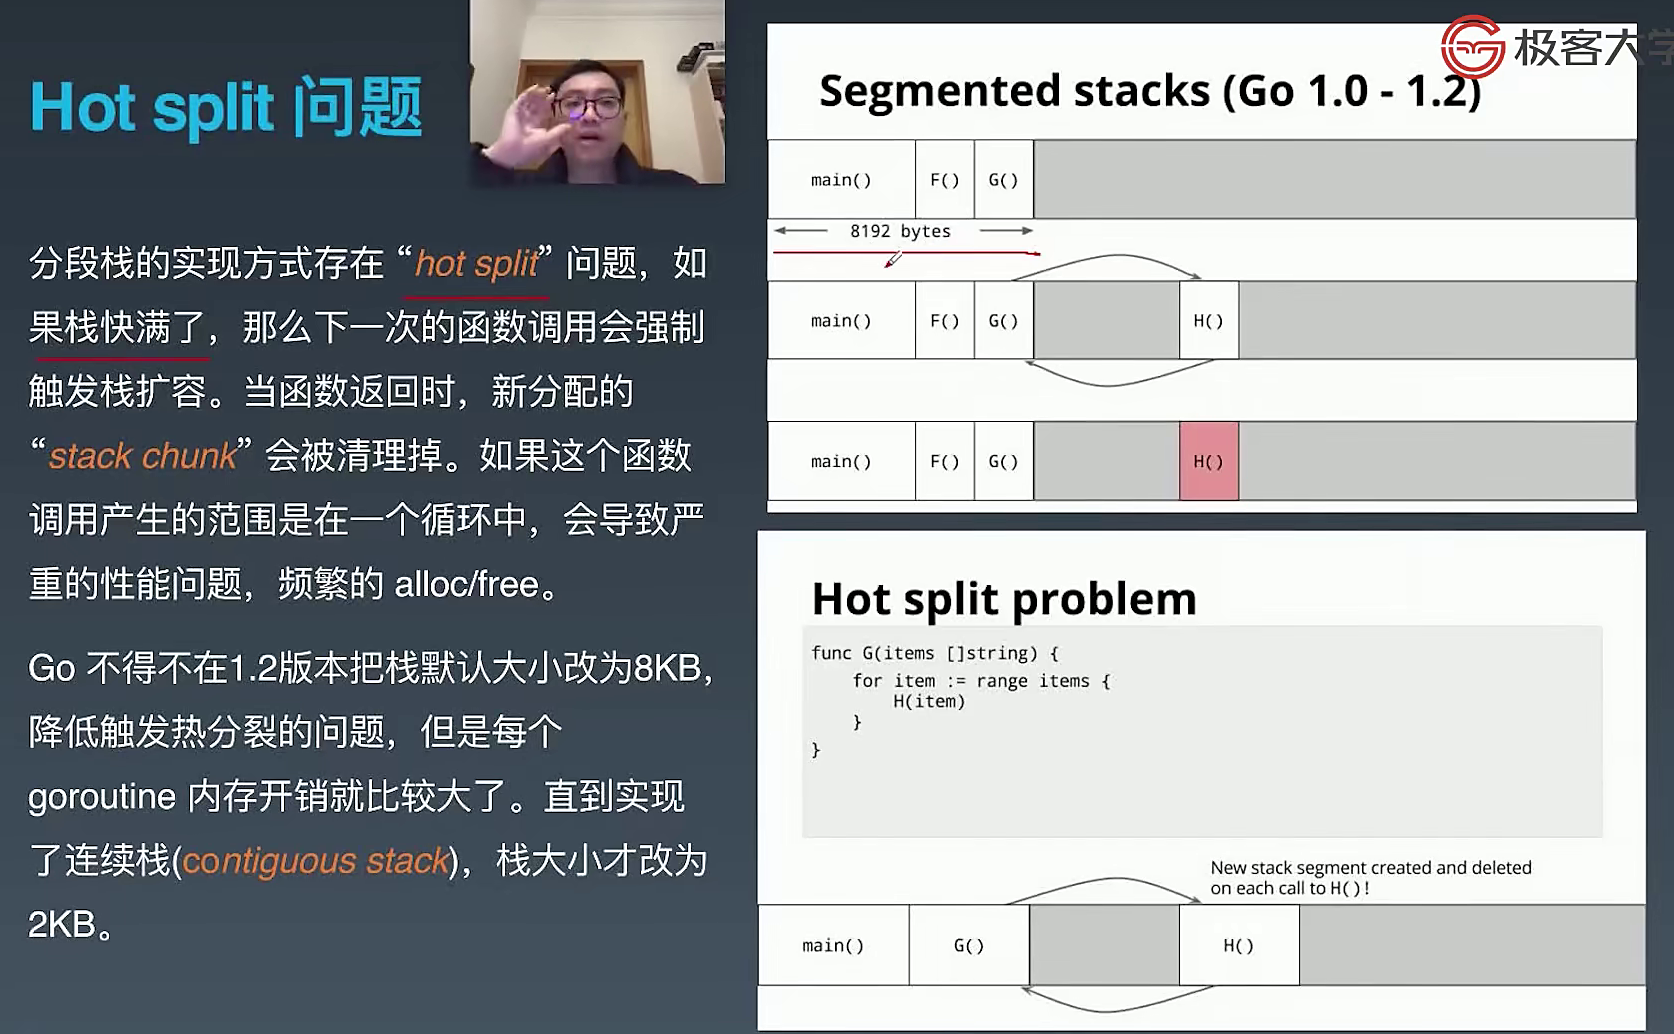 Hot split 问题
分段栈的实现方式存在 “hot split” 问题，如
果栈快满了，那么下一次的函数调用会强制
触发栈扩容。当函数返回时，新分配的
“stack chunk” 会被清理掉。如果这个函数
调用产生的范围是在一个循环中，会导致严
重的性能问题，频繁的 alloc/free。
Go 不得不在1.2版本把栈默认大小改为8KB，
降低触发热分裂的问题，但是每个
goroutine 内存开销就比较大了。直到实现
了连续栈(contiguous stack)，栈大小才改为
2KB。
极客大学
Segmented stacks (Go 1.0 - 1.2)
main() F() G()
8192 bytes
main() F() G() H()
main() F() G() H()
Hot split problem
func G(items []string) {
for item := range items {
H(item)
}
}
New stack segment created and deleted
on each call to H()!
main() G() H()